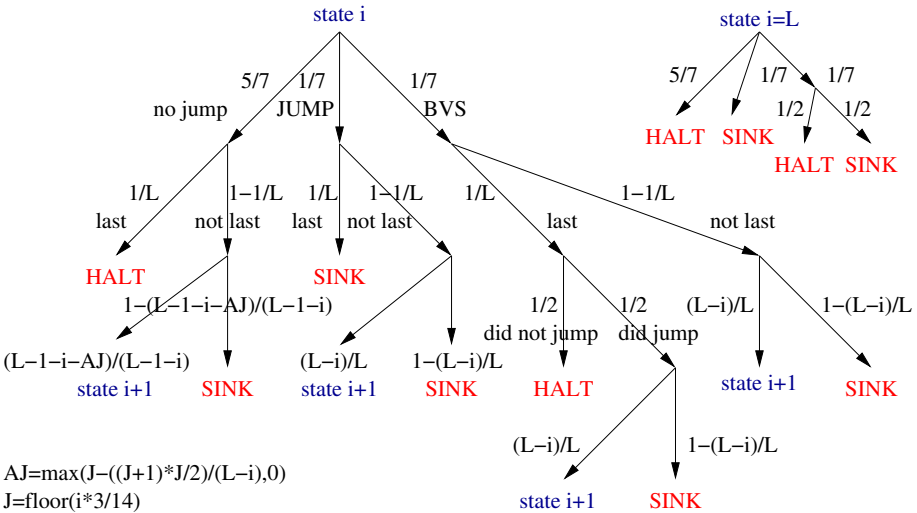 state i
state i=L
5/7 1/7 1/7
5/7 1/7 1/7
no jump JUMP BVS
1/2 1/2
HALT SINK
HALT SINK
1/L 1−1/L 1/L 1−1/L 1/L 1−1/L
last not last last not last last not last
HALT SINK
1−(L−1−i−AJ)/(L−1−i) 1/2 1/2 (L−i)/L 1−(L−i)/L
did not jump did jump
(L−1−i−AJ)/(L−1−i) (L−i)/L 1−(L−i)/L
state i+1 SINK state i+1 SINK HALT state i+1 SINK
(L−i)/L 1−(L−i)/L
AJ=max(J−((J+1)*J/2)/(L−i),0)
J=floor(i*3/14) state i+1 SINK